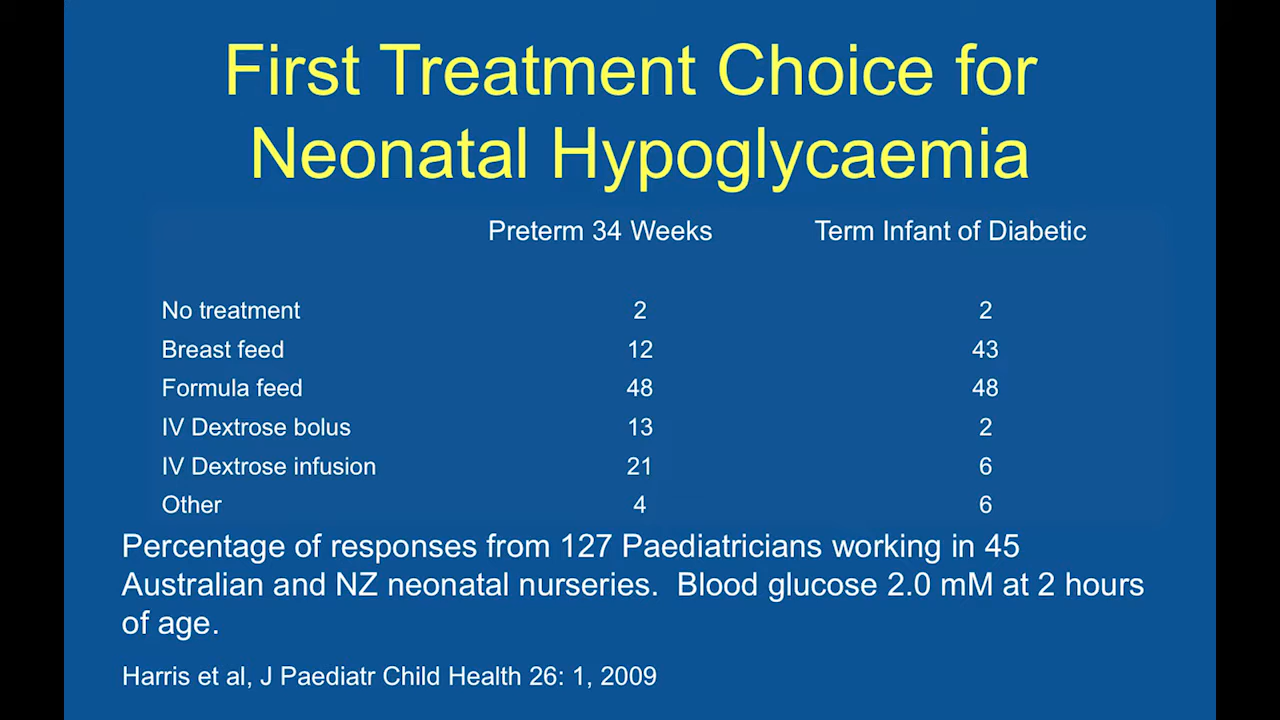 First Treatment Choice for
Neonatal Hypoglycaemia
Preterm 34 Weeks Term Infant of Diabetic
No treatment 2 2
Breast feed 12 43
Formula feed 48 48
IV Dextrose bolus 13 2
IV Dextrose infusion 21 6
Other 4 6
Percentage of responses from 127 Paediatricians working in 45
Australian and NZ neonatal nurseries.  Blood glucose 2.0 mM at 2 hours
of age.
Harris et al, J Paediatr Child Health 26: 1, 2009